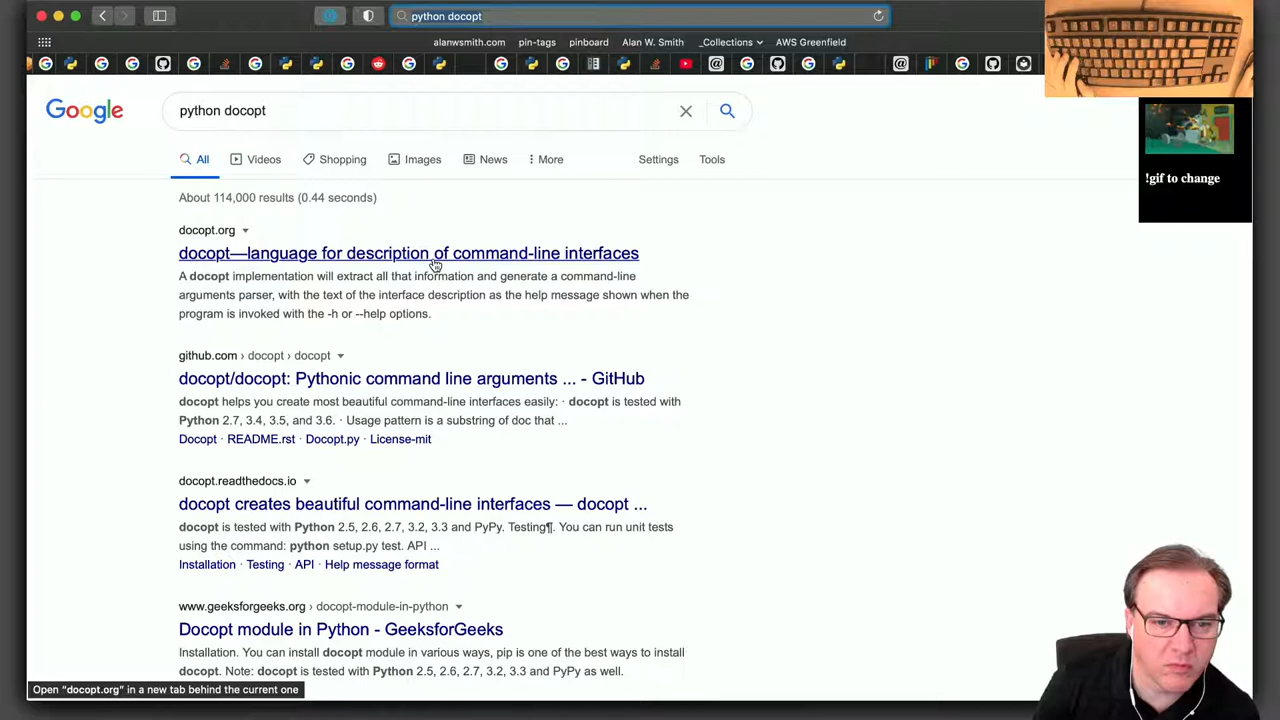 python docopt
alanwsmith.com
pin-tags
pinboard
Alan W. Smith
_Collections
AWS Greenfield
Google
python docopt
All
Videos
Shopping
Images
News
More
Settings
Tools
!gif to change
About 114,000 results (0.44 seconds)
docopt.org
docopt—language for description of command-line interfaces
A docopt implementation will extract all that information and generate a command-line
arguments parser, with the text of the interface description as the help message shown when the
program is invoked with the -h or --help options.
github.com › docopt › docopt
docopt/docopt: Pythonic command line arguments ... - GitHub
docopt helps you create most beautiful command-line interfaces easily: · docopt is tested with
Python 2.7, 3.4, 3.5, and 3.6. · Usage pattern is a substring of doc that ...
Docopt · README.rst · Docopt.py · License-mit
docopt.readthedocs.io
docopt creates beautiful command-line interfaces — docopt ...
docopt is tested with Python 2.5, 2.6, 2.7, 3.2, 3.3 and PyPy. Testing¶. You can run unit tests
using the command: python setup.py test. API ...
Installation · Testing · API · Help message format
www.geeksforgeeks.org › docopt-module-in-python
Docopt module in Python - GeeksforGeeks
Installation. You can install docopt module in various ways, pip is one of the best ways to install
docopt. Note: docopt is tested with Python 2.5, 2.6, 2.7, 3.2, 3.3 and PyPy as well.
Open “docopt.org” in a new tab behind the current one